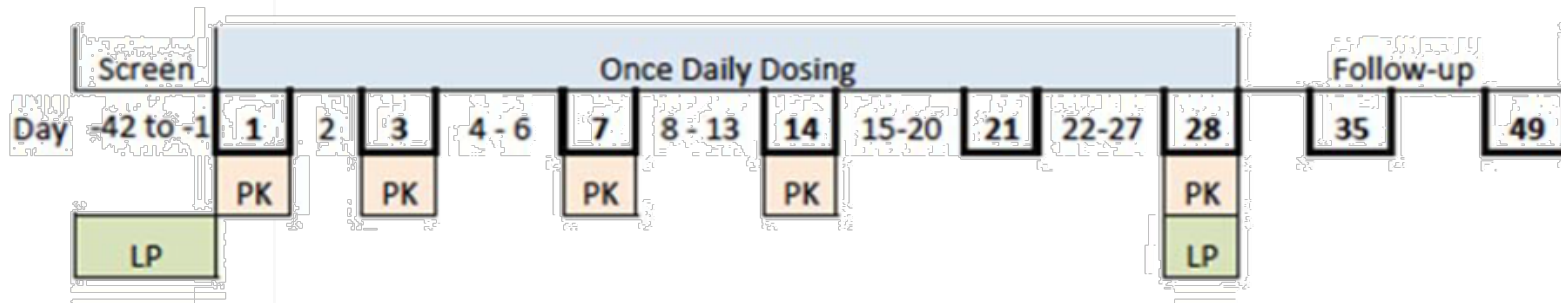 Screen Once Daily Dosing Follow-up
Day -42 to -1 1 2 3 4 - 6 7 8 - 13 14 15-20 21 22-27 28 35 49
PK PK PK PK PK
LP LP